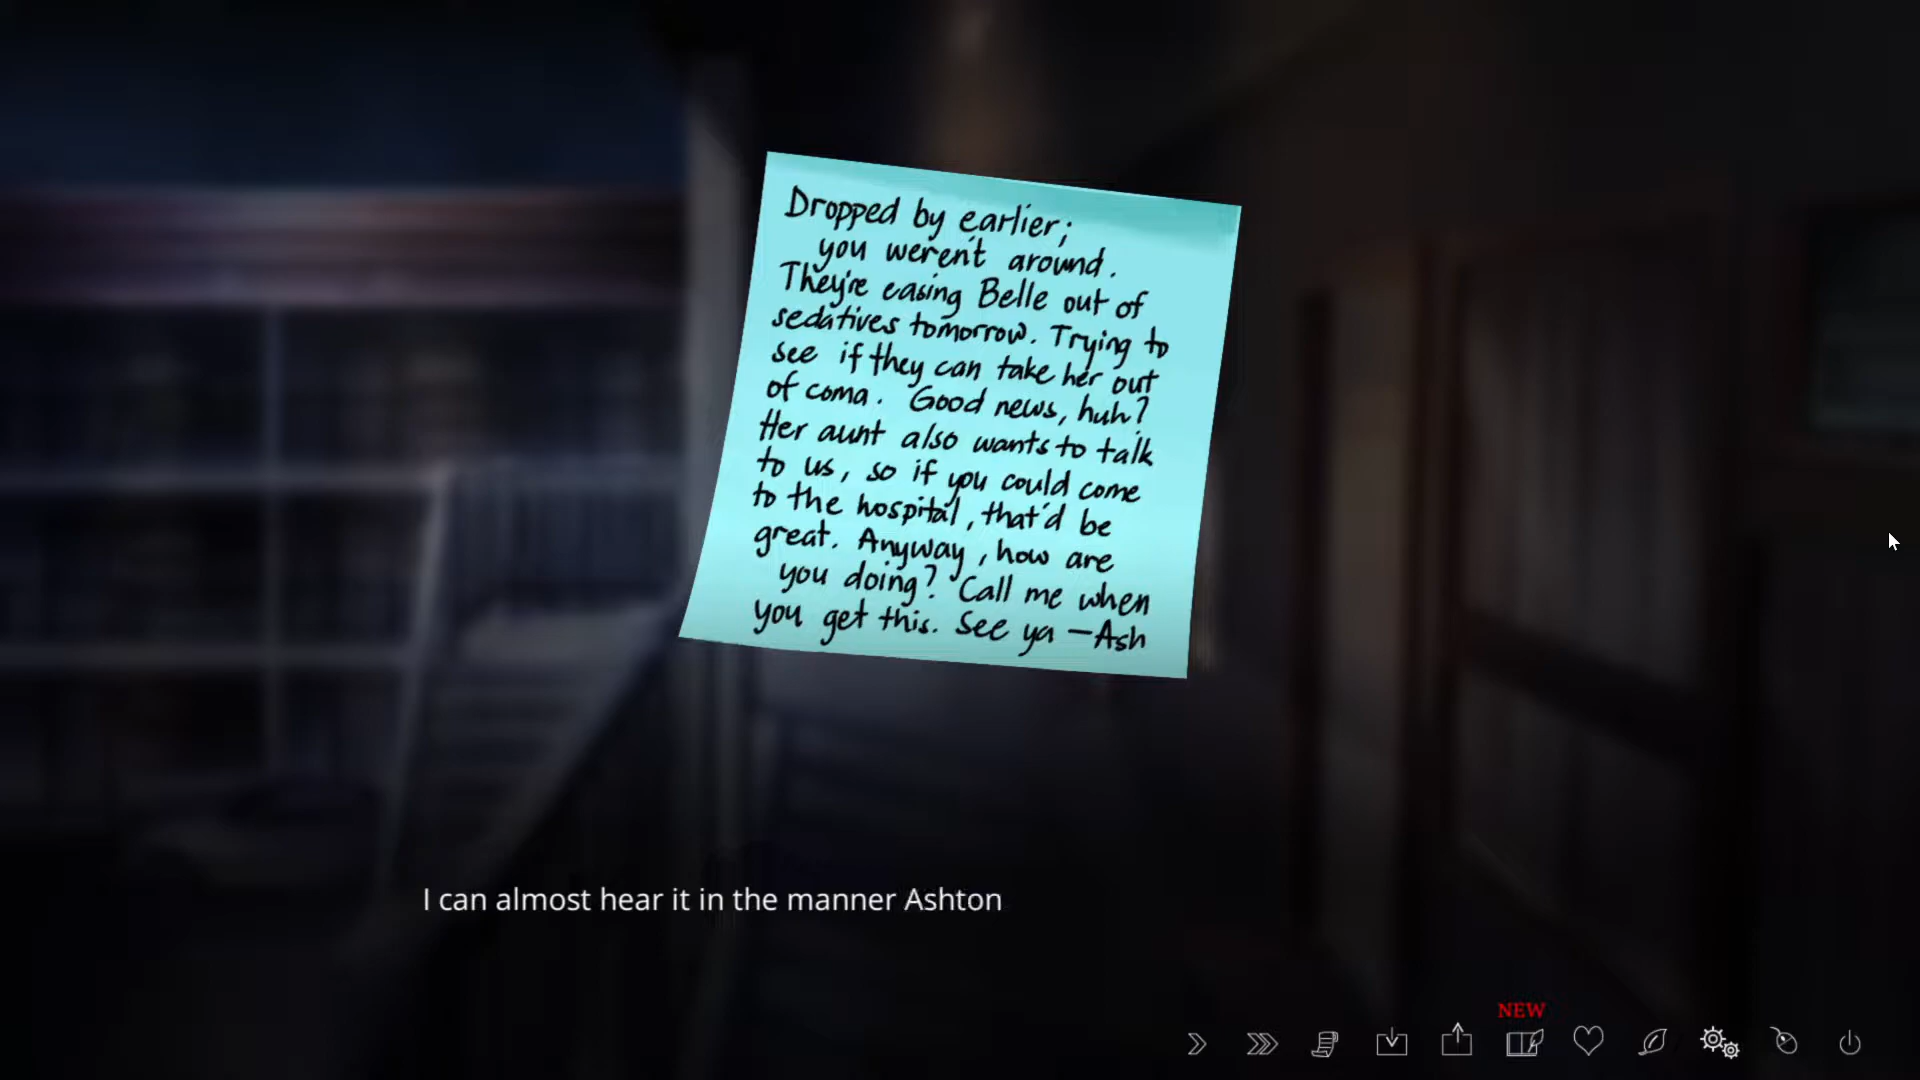 Dropped by earlier;
you weren't around.
They're easing Belle out of
sedatives tomorrow. Trying to
see if they can take her out
of coma. Good news, huh?
Her aunt also wants to talk
to us, so if you could come
to the hospital, that'd be
great. Anyway, how are
you doing? Call me when
you get this. See ya —Ash
I can almost hear it in the manner Ashton
NEW